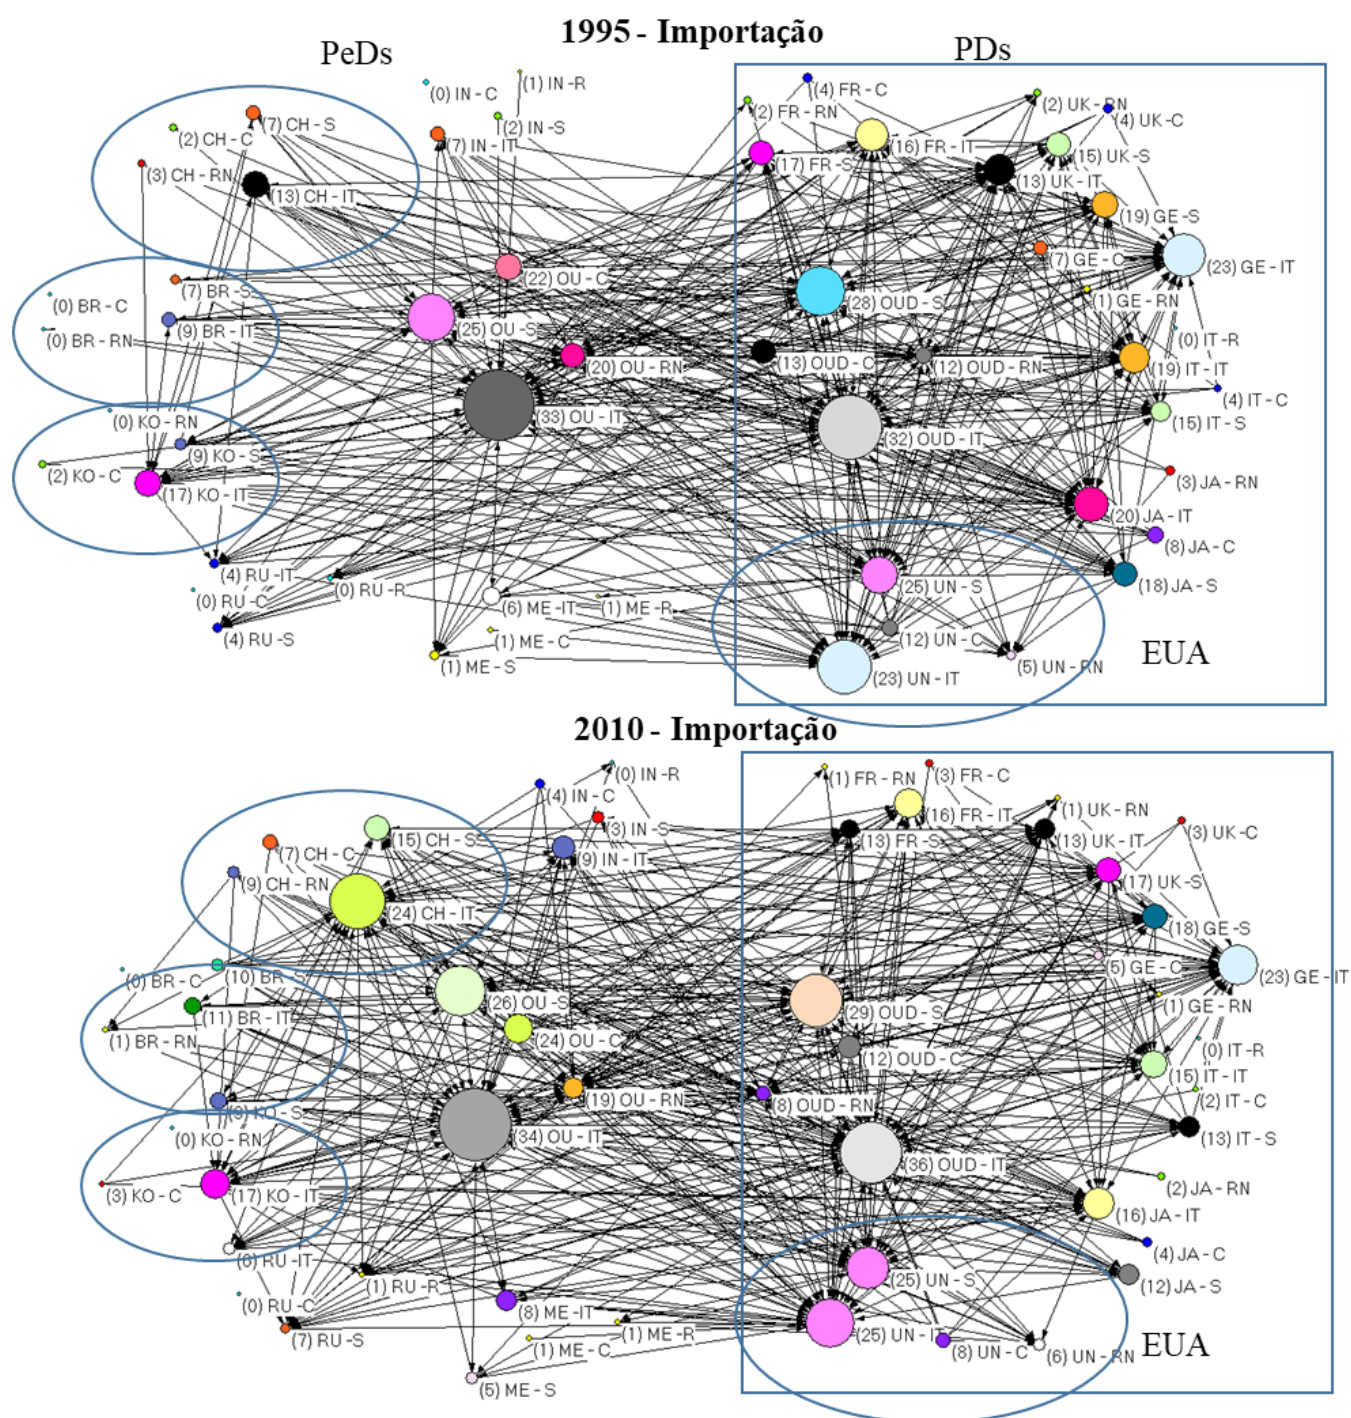 1995 - Importação
PeDs
PDs
(0) IN -C
(1) IN -R
(2) IN -S
(7) IN -IT
(7) CH -S
(2) CH - C
(3) CH - RN
(13) CH - IT
(4) FR - C
(2) FR - RN
(17) FR - S
(16) FR - IT
(2) UK - RN
(4) UK-C
(15) UK-S
(13) UK - IT
(19) GE -S
(7) GE - C
(23) GE - IT
(1) GE - RN
(22) OU - C
(25) OU -S
(28) OUD - S
(7) BR - S
(0) BR - C
(9) BR - IT
(0) BR - RN
(0) IT - R
(20) OU - RN
(13) OUD - C
(12) OUD - RN
(19) IT - IT
(4) IT - C
(15) IT - S
(33) OU - IT
(32) OUD - IT
(0) KO - RN
(9) KO - S
(2) KO - C
(17) KO - IT
(3) JA - RN
(20) JA - IT
(8) JA - C
(18) JA - S
(4) RU - IT
(0) RU - R
(0) RU - C
(4) RU -S
(6) ME - IT
(1) ME - R
(1) ME - C
(1) ME - S
(25) UN - S
(12) UN - C
(5) UN - RN
(23) UN - IT
EUA
2010 - Importação
(0) IN -R
(4) IN - C
(3) IN - S
(9) IN - IT
(1) FR - RN
(3) FR - C
(16) FR - IT
(13) FR - S
(1) UK - RN
(13) UK - IT
(3) UK -C
(17) UK -S
(15) CH - S
(7) CH - C
(9) CH - RN
(24) CH - IT
(18) GE -S
(5) GE - C
(23) GE - IT
(1) GE - RN
(0) BR - C
(10) BR - S
(11) BR - IT
(1) BR - RN
(26) OU -S
(24) OU - C
(29) OUD - S
(12) OUD - C
(0) IT - R
(15) IT - IT
(2) IT - C
(13) IT - S
(19) OU - RN
(8) OUD - RN
(9) KO - S
(0) KO - RN
(34) OU - IT
(36) OUD - IT
(3) KO - C
(17) KO - IT
(2) JA - RN
(16) JA - IT
(4) JA - C
(12) JA - S
(6) RU - IT
(1) RU - R
(0) RU - C
(7) RU - S
(8) ME - IT
(1) ME - R
(1) ME - C
(5) ME - S
(25) UN - S
(25) UN - IT
(8) UN - C
(6) UN - RN
EUA